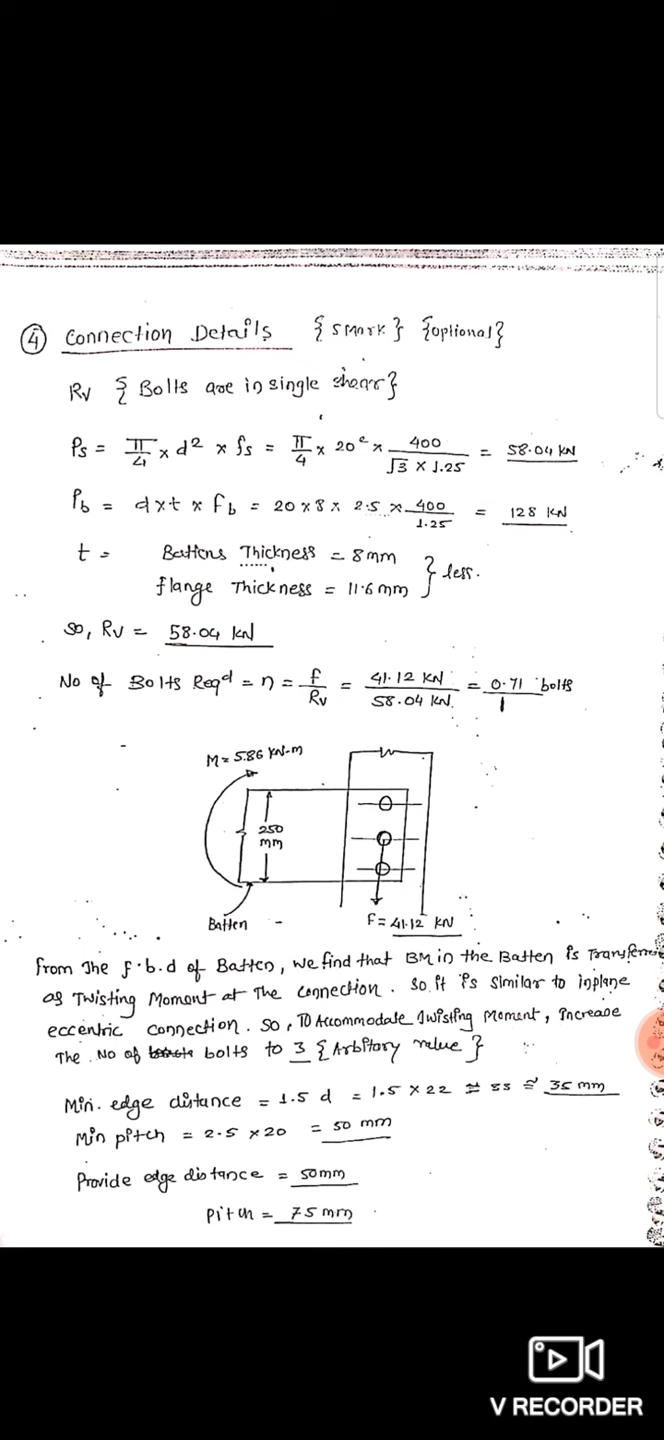 ④ Connection Details {5 Mark} {optional}
Rv {Bolts are in single shear}
Ps = π/4 × d² × fs = π/4 × 20² × 400/√3 × 1.25 = 58.04 kN
Pb = d×t × fb = 20 × 8 × 2.5 × 400/1.25 = 128 kN
t = Battens Thickness = 8mm
flange Thickness = 11.6 mm } less.
so, Rv = 58.04 kN
No of Bolts Reqd = n = f/Rv = 41.12 kN/58.04 kN. = 0.71 bolts
1
M = 5.86 kN-m
250
mm
Batten
F = 41.12 kN
from The f.b.d of Batten, we find that BM in the Batten is
as Twisting Moment at The connection. so it is similar to inplane
eccentric connection. so, To Accommodate Twisting Moment, increase
The No of bolts to 3 {Arbitory value}
Min. edge distance = 1.5 d = 1.5 × 22 = 33 ≅ 35 mm
Min pitch = 2.5 × 20 = 50 mm
Provide edge distance = 50mm
Pitch = 75 mm
V RECORDER